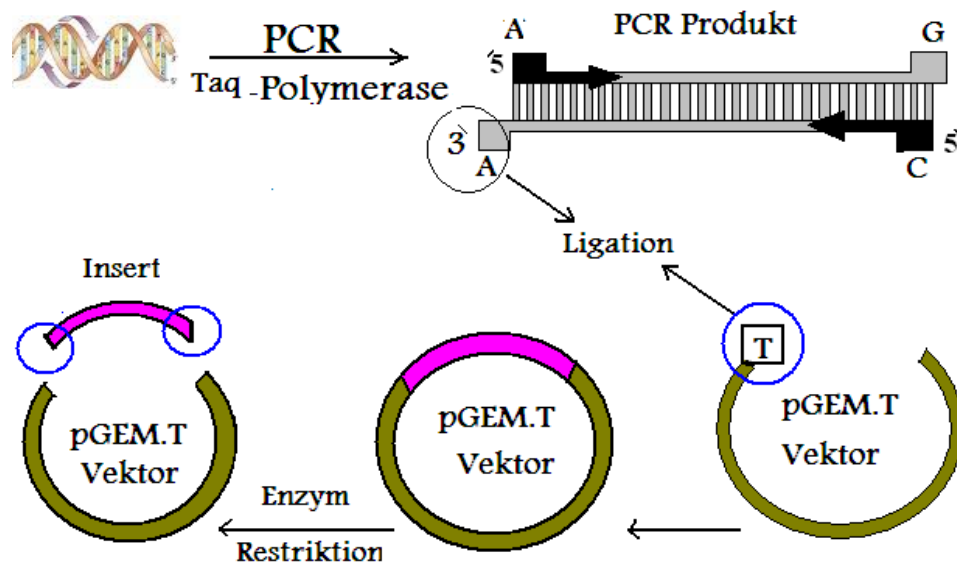 PCR
Taq -Polymerase
PCR Produkt
A
G
5`
3`
A
5`
C
Ligation
Insert
T
pGEM.T
Vektor
pGEM.T
Vektor
pGEM.T
Vektor
Enzym
Restriktion